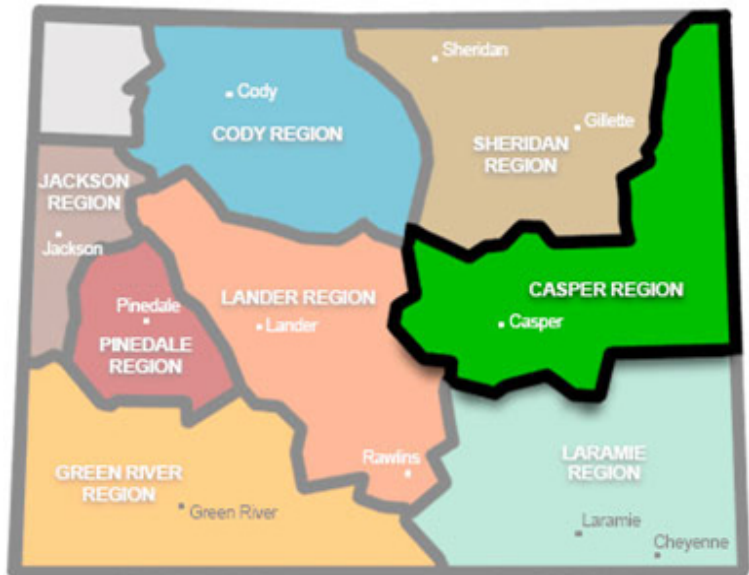 Sheridan
Cody
CODY REGION
Gillette
SHERIDAN
REGION
JACKSON
REGION
Jackson
LANDER REGION
CASPER REGION
Pinedale
Lander
Casper
PINEDALE
REGION
Rawlins
LARAMIE
REGION
GREEN RIVER
REGION
Green River
Laramie
Cheyenne